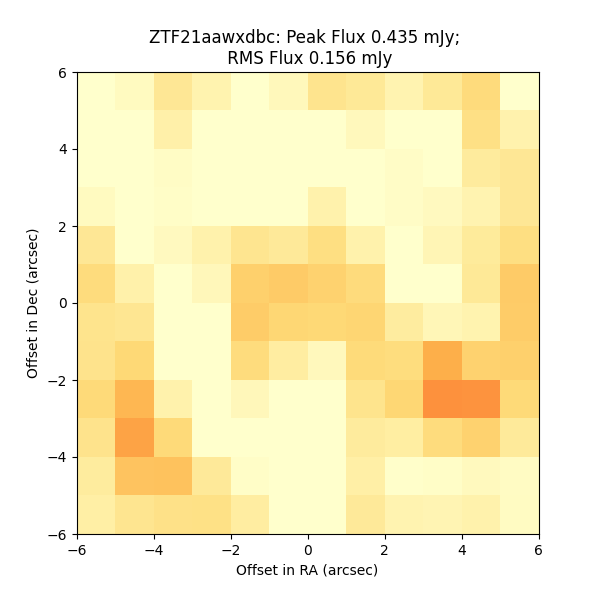 ZTF21aawxdbc: Peak Flux 0.435 mJy;
RMS Flux 0.156 mJy
6
4
2
0
−2
−4
−6
Offset in Dec (arcsec)
−6 −4 −2 0 2 4 6
Offset in RA (arcsec)